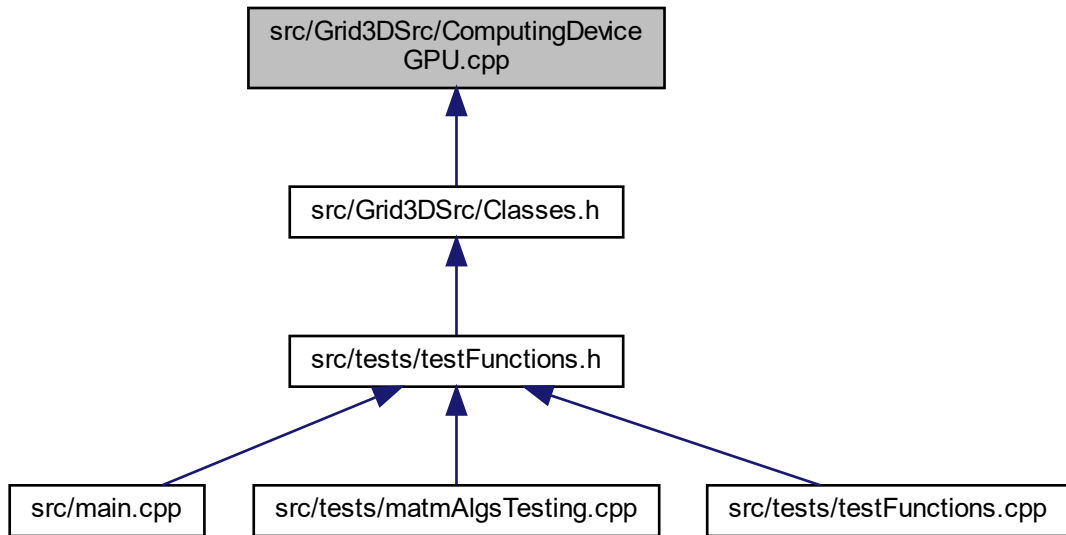 src/Grid3DSrc/ComputingDevice
GPU.cpp
src/Grid3DSrc/Classes.h
src/tests/testFunctions.h
src/main.cpp
src/tests/matmAlgsTesting.cpp
src/tests/testFunctions.cpp